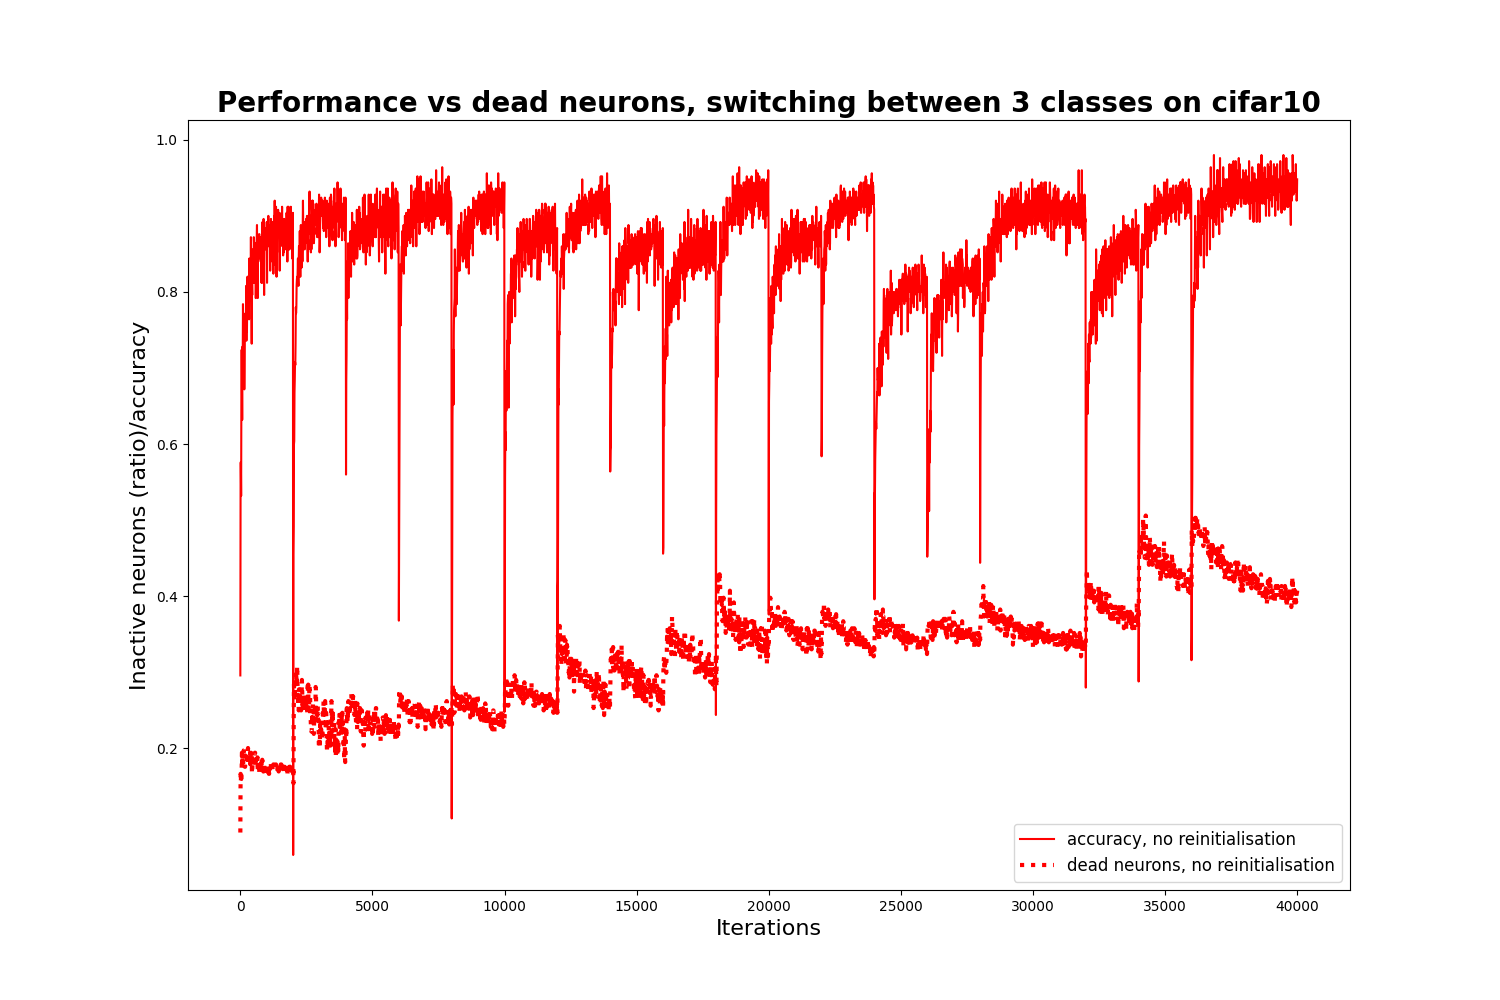 Performance vs dead neurons, switching between 3 classes on cifar10
Inactive neurons (ratio)/accuracy
1.0
0.8
0.6
0.4
0.2
accuracy, no reinitialisation
dead neurons, no reinitialisation
0 5000 10000 15000 20000 25000 30000 35000 40000
Iterations